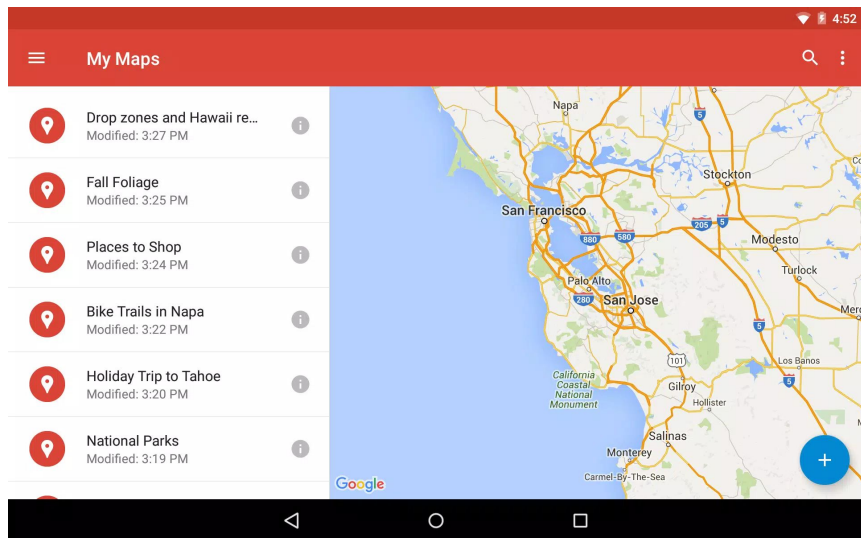 4:52
My Maps
Drop zones and Hawaii re...
Modified: 3:27 PM
Fall Foliage
Modified: 3:25 PM
Places to Shop
Modified: 3:24 PM
Bike Trails in Napa
Modified: 3:22 PM
Holiday Trip to Tahoe
Modified: 3:20 PM
National Parks
Modified: 3:19 PM
Napa
5
Stockton
San Francisco
205
5
880
580
Modesto
Turlock
Palo Alto
280
San Jose
5
101
Los Banos
5
California
Coastal
National
Monument
Gilroy
Hollister
Salinas
Monterey
Carmel-By-The-Sea
Google